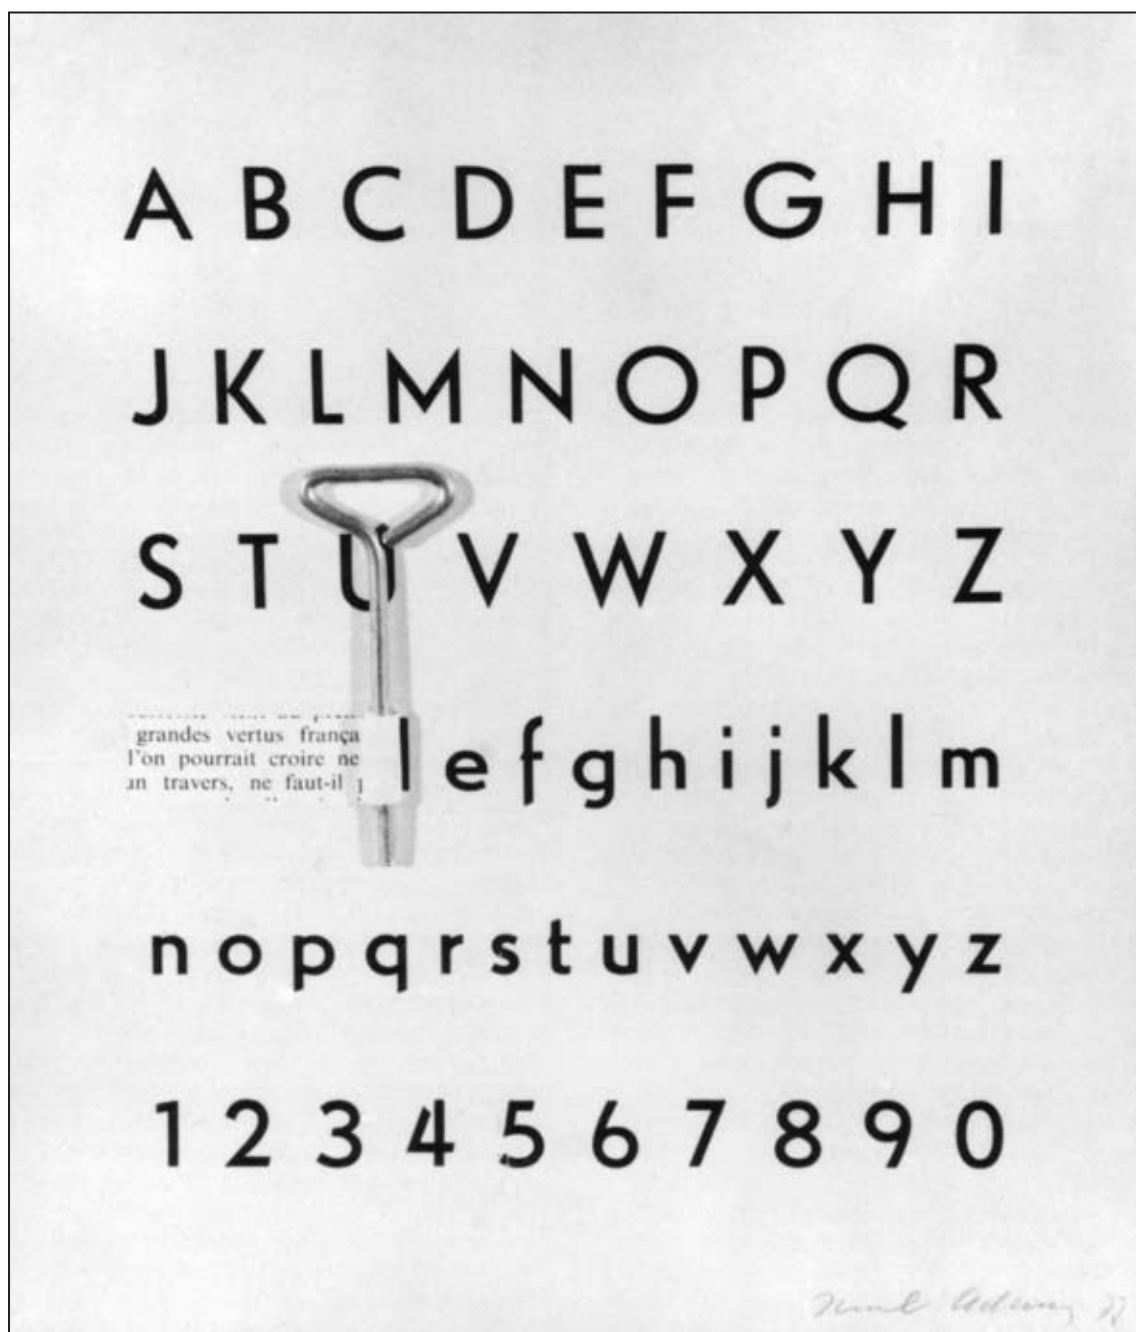 A B C D E F G H I
J K L M N O P Q R
S T U V W X Y Z
grandes vertus frança
l'on pourrait croire ne
an travers, ne faut-il
l e f g h i j k l m
n o p q r s t u v w x y z
1 2 3 4 5 6 7 8 9 0